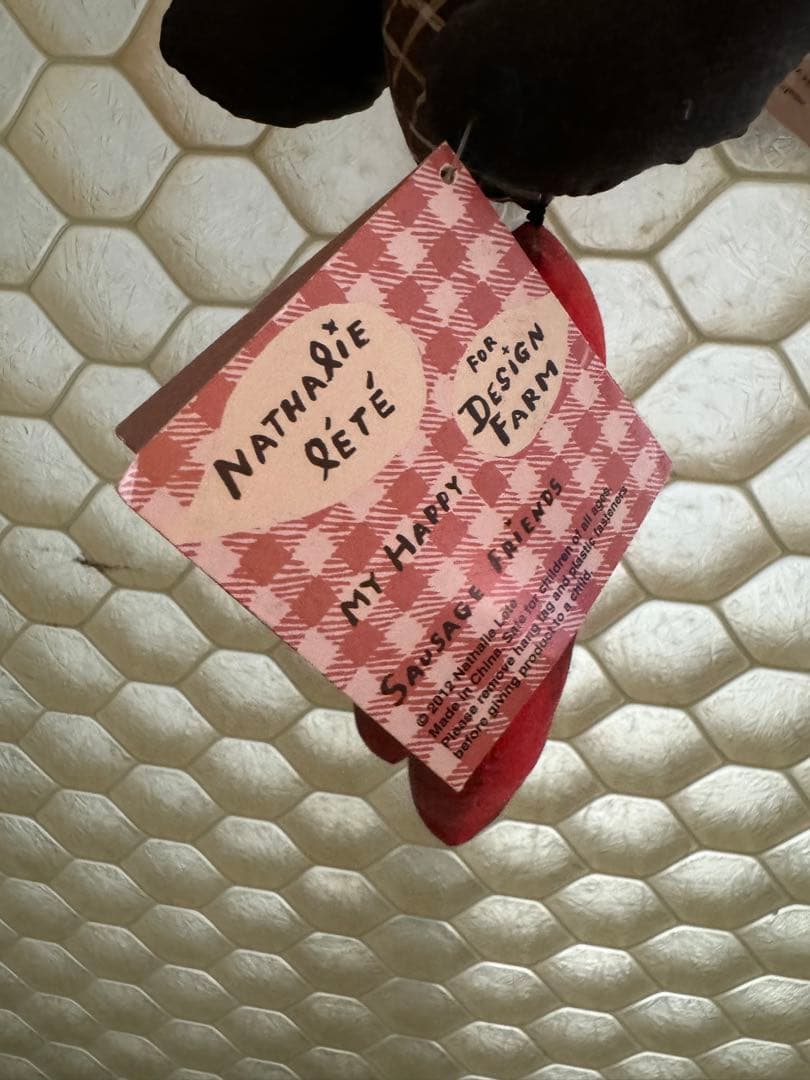 NATHALIE
LÉTÉ
FOR
DESIGN
FARM
MY HAPPY
SAUSAGE FRIENDS
© 2012 Nathalie Lete
Made in China. Safe for children of all ages.
Please remove hang tag and plastic fasteners
before giving product to a child.